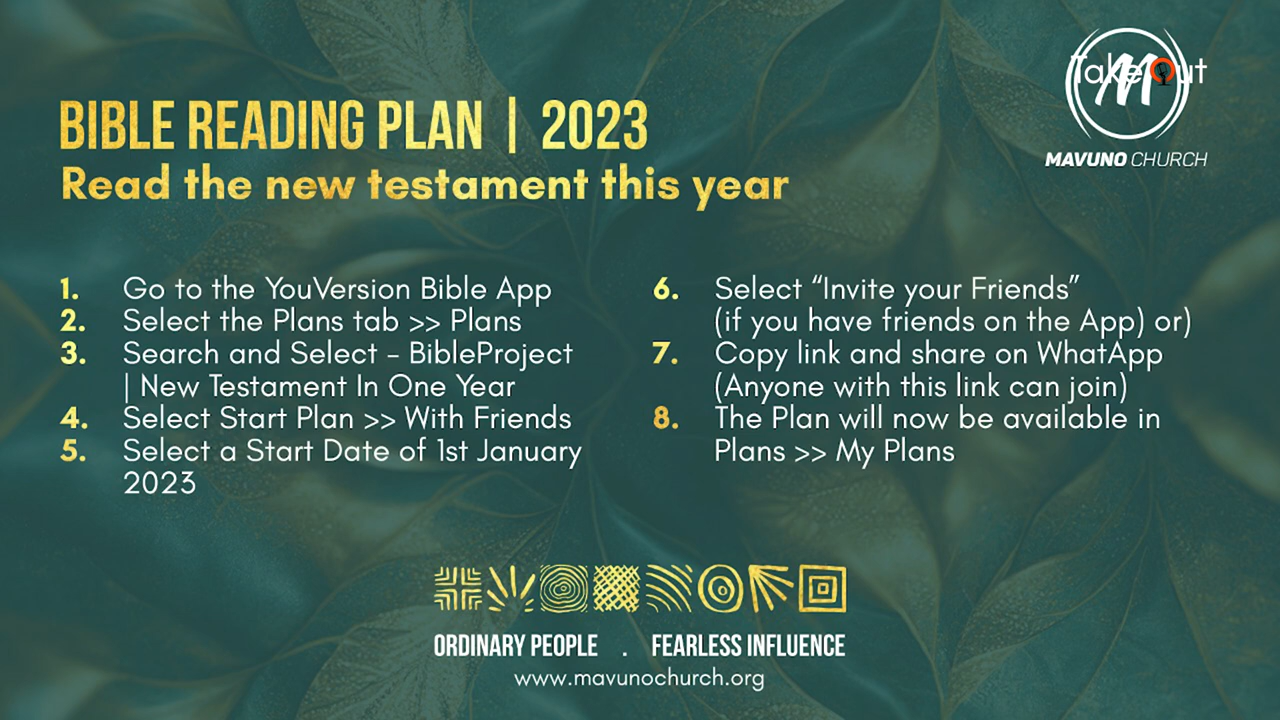 BIBLE READING PLAN | 2023
Read the new testament this year
Take Out
M
MAVUNO CHURCH
1. Go to the YouVersion Bible App
2. Select the Plans tab >> Plans
3. Search and Select - BibleProject
| New Testament In One Year
4. Select Start Plan >> With Friends
5. Select a Start Date of 1st January
2023
6. Select “Invite your Friends”
(if you have friends on the App) or)
7. Copy link and share on WhatApp
(Anyone with this link can join)
8. The Plan will now be available in
Plans >> My Plans
ORDINARY PEOPLE . FEARLESS INFLUENCE
www.mavunochurch.org